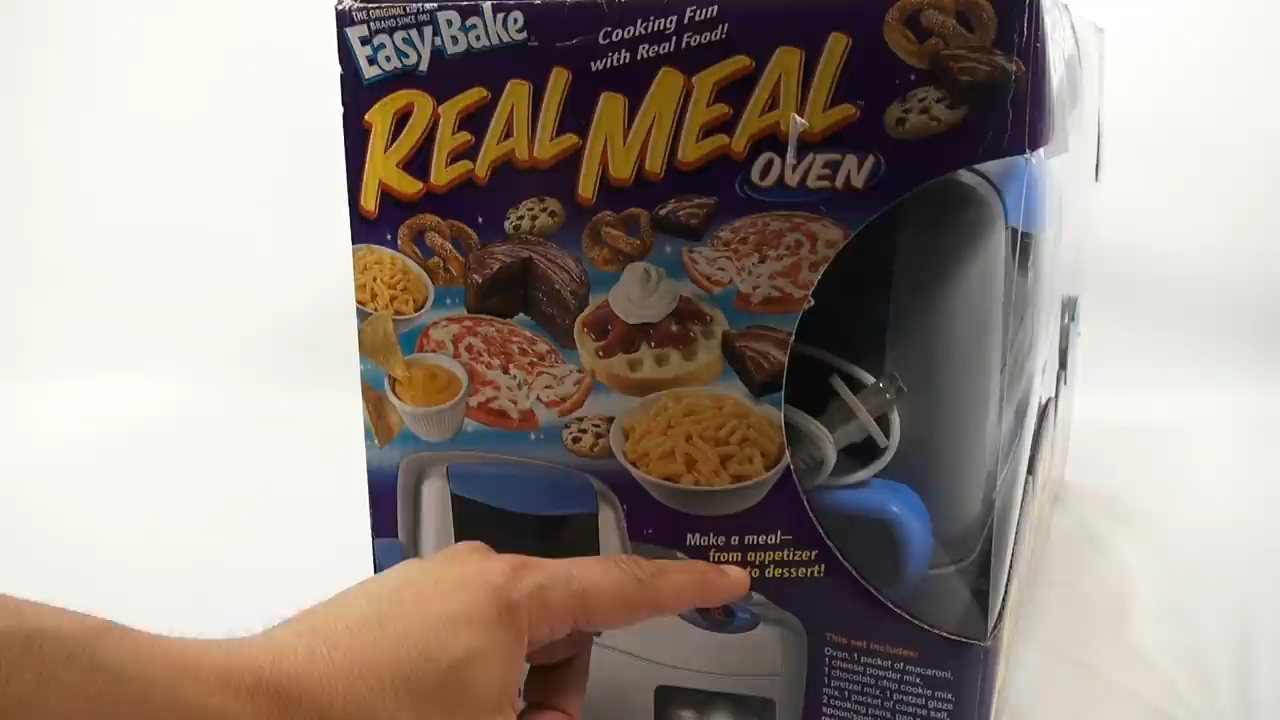 THE ORIGINAL KID'S OVEN
BRAND SINCE 1963
Easy-Bake
Cooking Fun
with Real Food!
REAL MEAL
OVEN
Make a meal—
from appetizer
to dessert!
This set includes:
Oven, 1 packet of macaroni,
1 cheese powder mix,
1 chocolate chip cookie mix,
1 pretzel mix, 1 pretzel glaze
mix, 1 packet of coarse salt,
2 cooking pans, pan